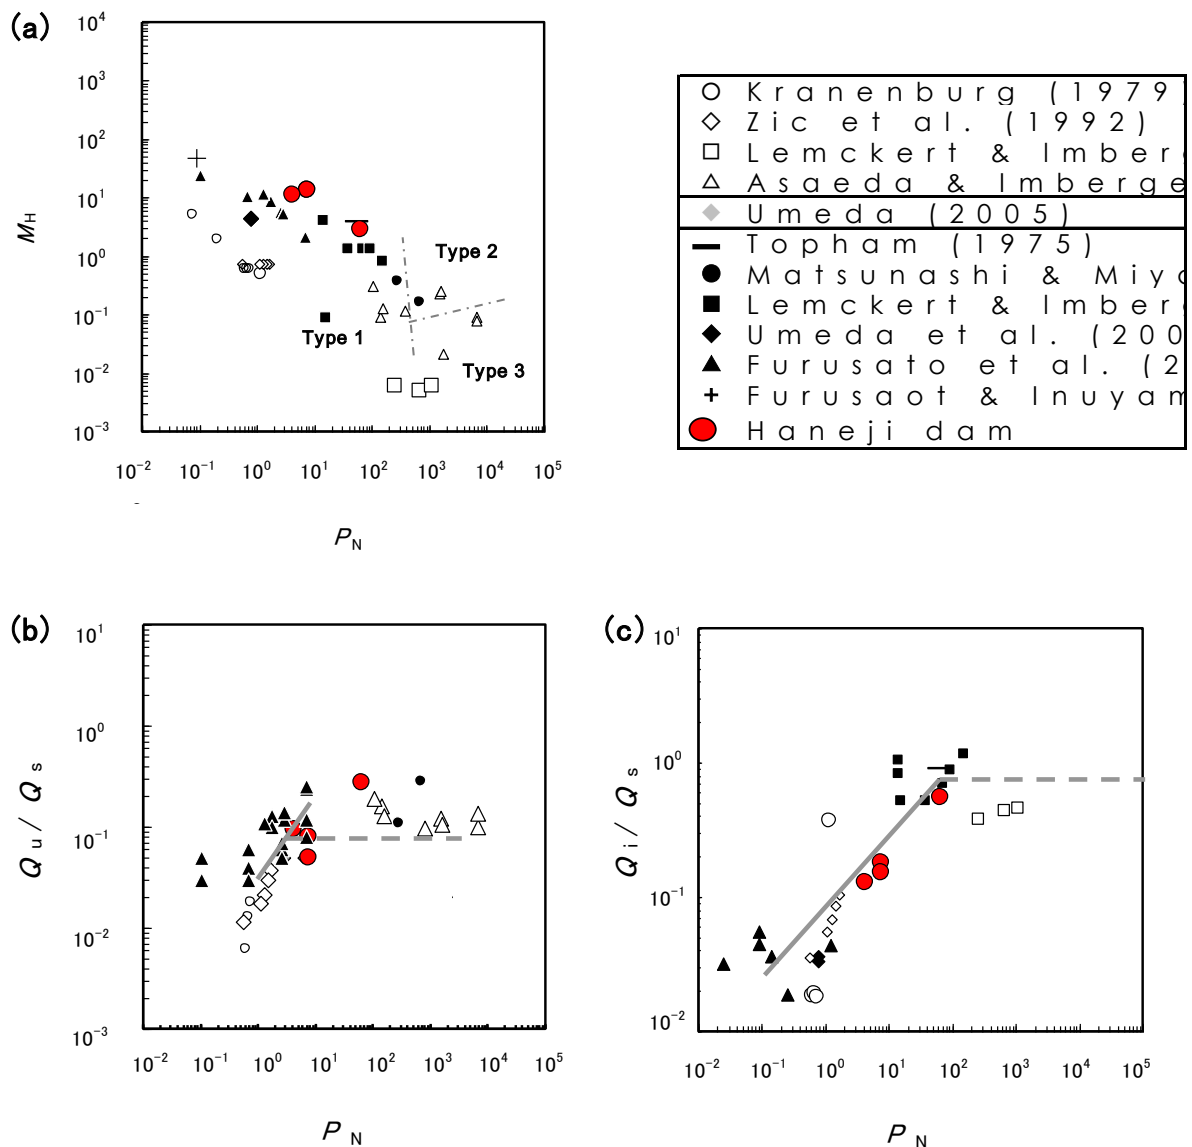 (a)
10⁴
10³
10²
10¹
10⁰
10⁻¹
10⁻²
10⁻³
M_H
Type 2
Type 1
Type 3
10⁻² 10⁻¹ 10⁰ 10¹ 10² 10³ 10⁴ 10⁵
P_N
Kranenburg (1979
Zic et al. (1992)
Lemckert & Imberg
Asaeda & Imberge
Umeda (2005)
Topham (1975)
Matsunashi & Miya
Lemckert & Imberg
Umeda et al. (200
Furusato et al. (2
Furusaot & Inuyam
Haneji dam
(b)
10¹
10⁰
10⁻¹
10⁻²
10⁻³
Q_u / Q_s
10⁻² 10⁻¹ 10⁰ 10¹ 10² 10³ 10⁴ 10⁵
P_N
(c)
10¹
10⁰
10⁻¹
10⁻²
Q_i / Q_s
10⁻² 10⁻¹ 10⁰ 10¹ 10² 10³ 10⁴ 10⁵
P_N